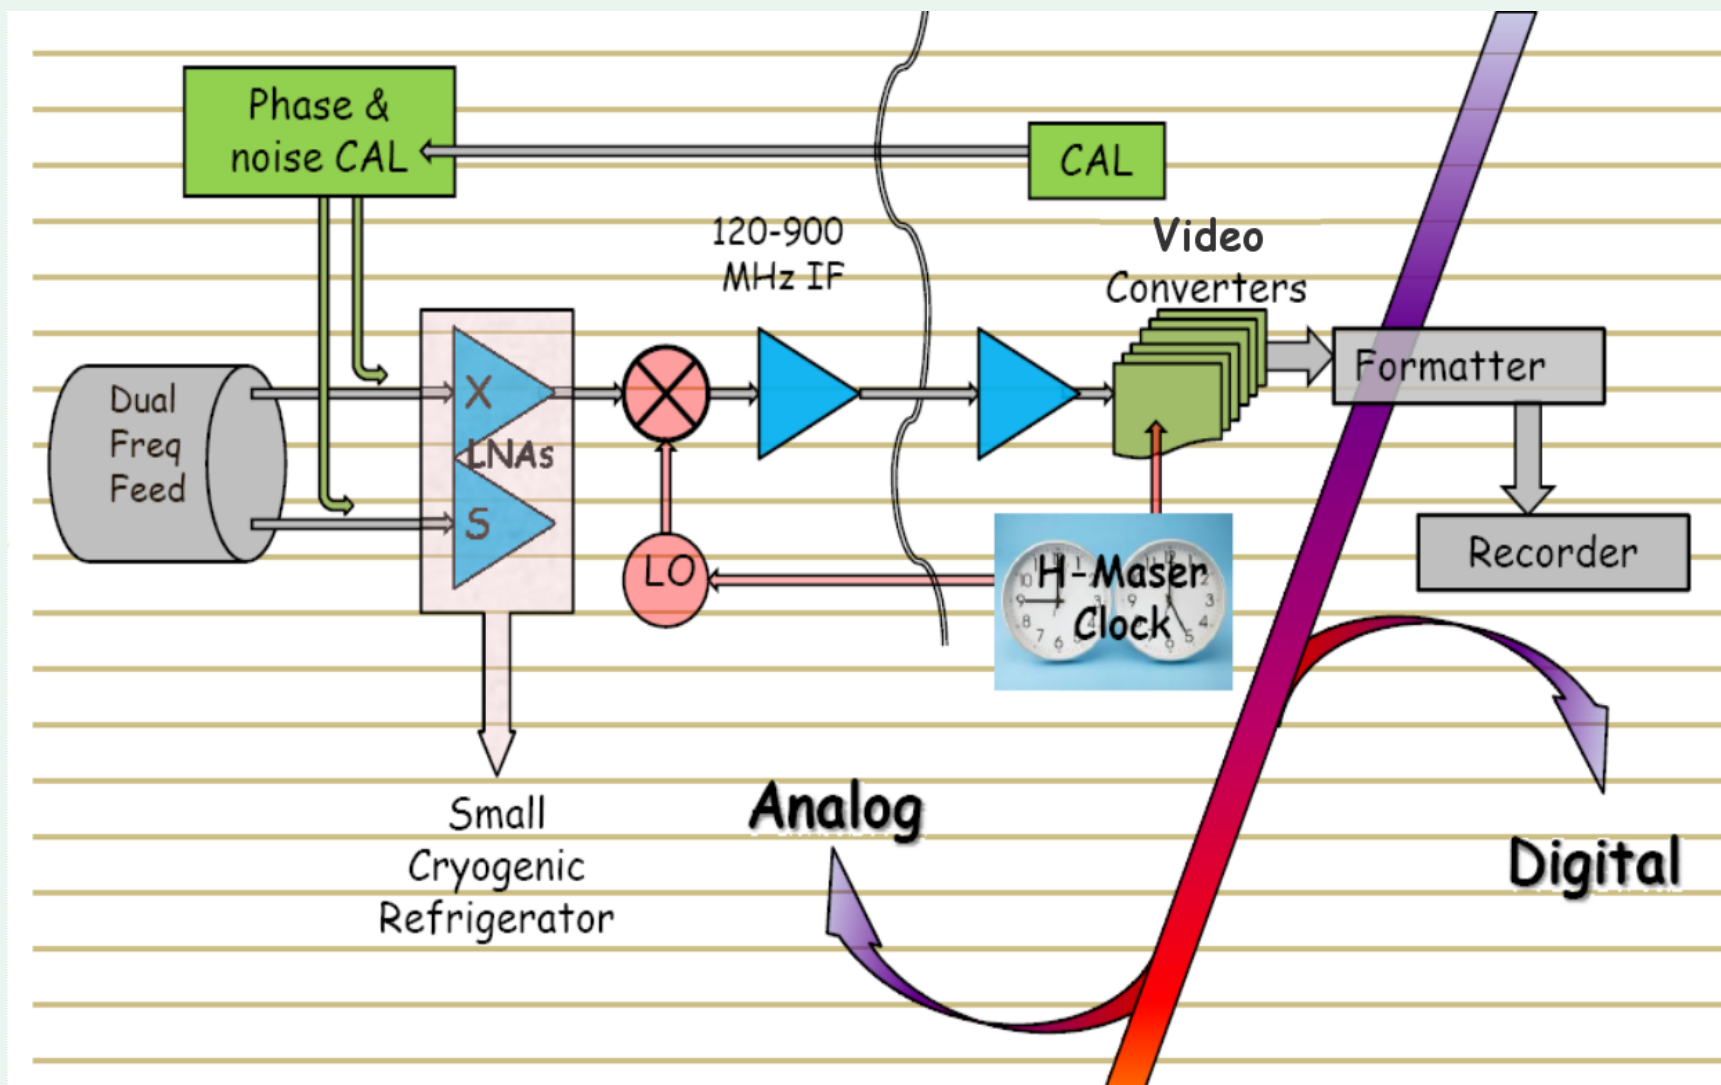 Phase &
noise CAL
CAL
120-900
MHz IF
Video
Converters
Dual
Freq
Feed
X
LNAs
S
LO
H-Maser
Clock
Formatter
Recorder
Small
Cryogenic
Refrigerator
Analog
Digital